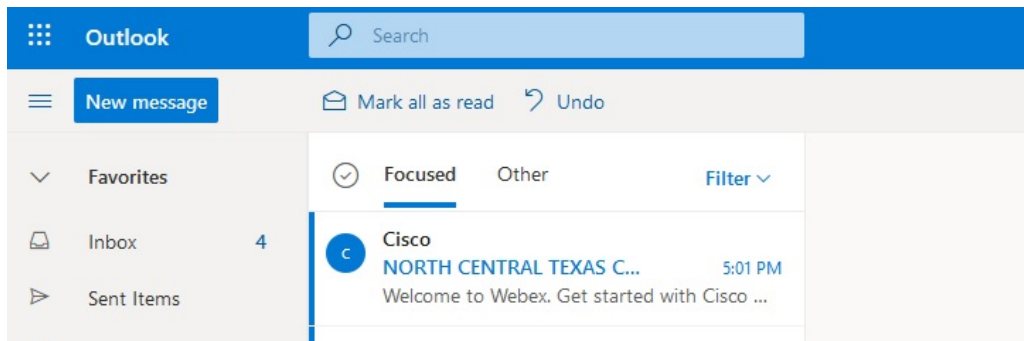 Outlook
Search
New message
Mark all as read
Undo
Favorites
Focused
Other
Filter
Inbox
4
Sent Items
C
Cisco
NORTH CENTRAL TEXAS C...
5:01 PM
Welcome to Webex. Get started with Cisco ...